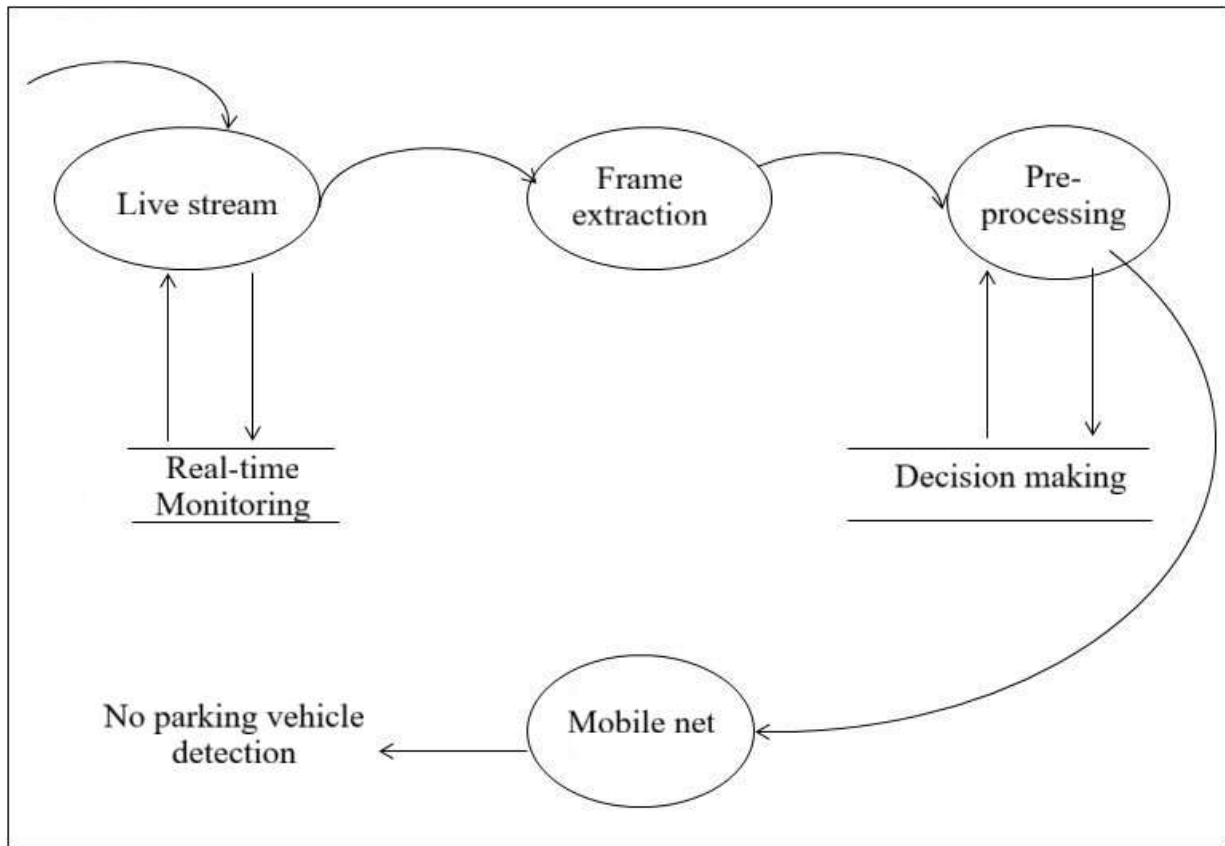 Live stream
Frame
extraction
Pre-
processing
Real-time
Monitoring
Decision making
No parking vehicle
detection
Mobile net